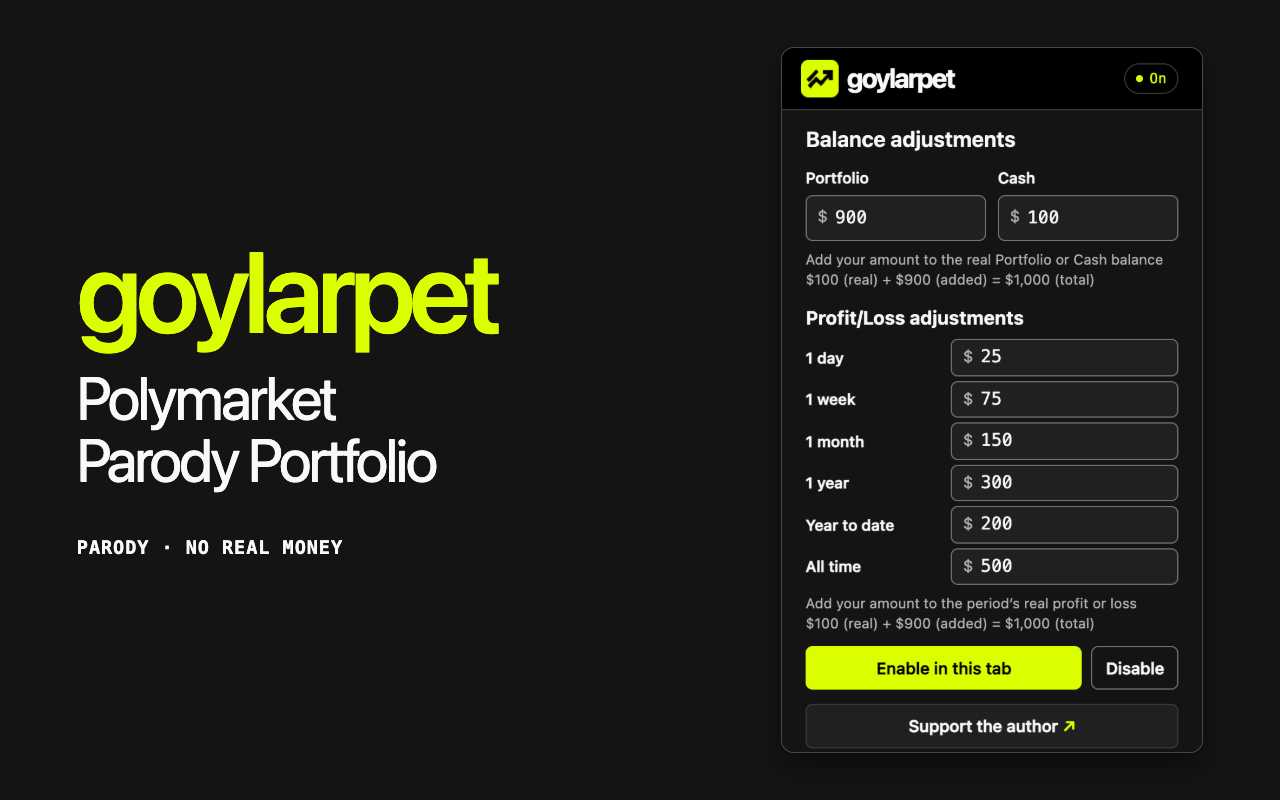 goylarpet
Polymarket
Parody Portfolio
PARODY · NO REAL MONEY
goylarpet
On
Balance adjustments
Portfolio
Cash
$ 900
$ 100
Add your amount to the real Portfolio or Cash balance
$100 (real) + $900 (added) = $1,000 (total)
Profit/Loss adjustments
1 day
$ 25
1 week
$ 75
1 month
$ 150
1 year
$ 300
Year to date
$ 200
All time
$ 500
Add your amount to the period’s real profit or loss
$100 (real) + $900 (added) = $1,000 (total)
Enable in this tab
Disable
Support the author ↗